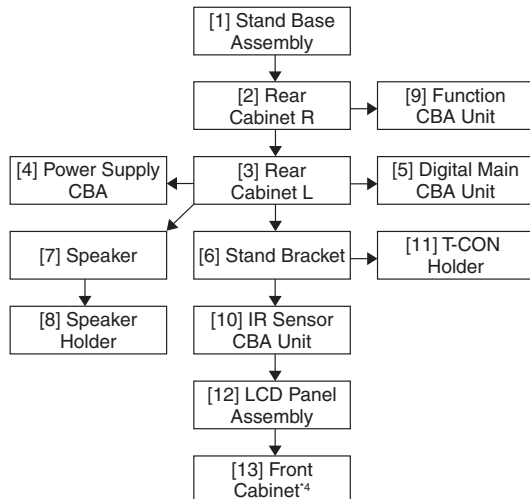 [1] Stand Base
Assembly
[2] Rear
Cabinet R
[9] Function
CBA Unit
[4] Power Supply
CBA
[3] Rear
Cabinet L
[5] Digital Main
CBA Unit
[7] Speaker
[6] Stand Bracket
[11] T-CON
Holder
[8] Speaker
Holder
[10] IR Sensor
CBA Unit
[12] LCD Panel
Assembly
[13] Front
Cabinet*4